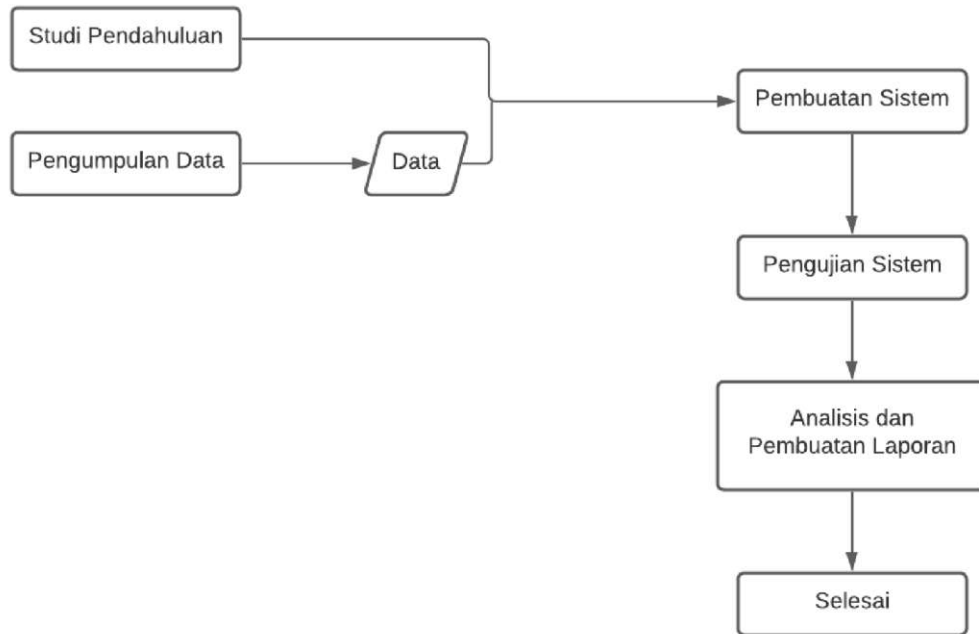 Studi Pendahuluan
Pengumpulan Data
Data
Pembuatan Sistem
Pengujian Sistem
Analisis dan
Pembuatan Laporan
Selesai